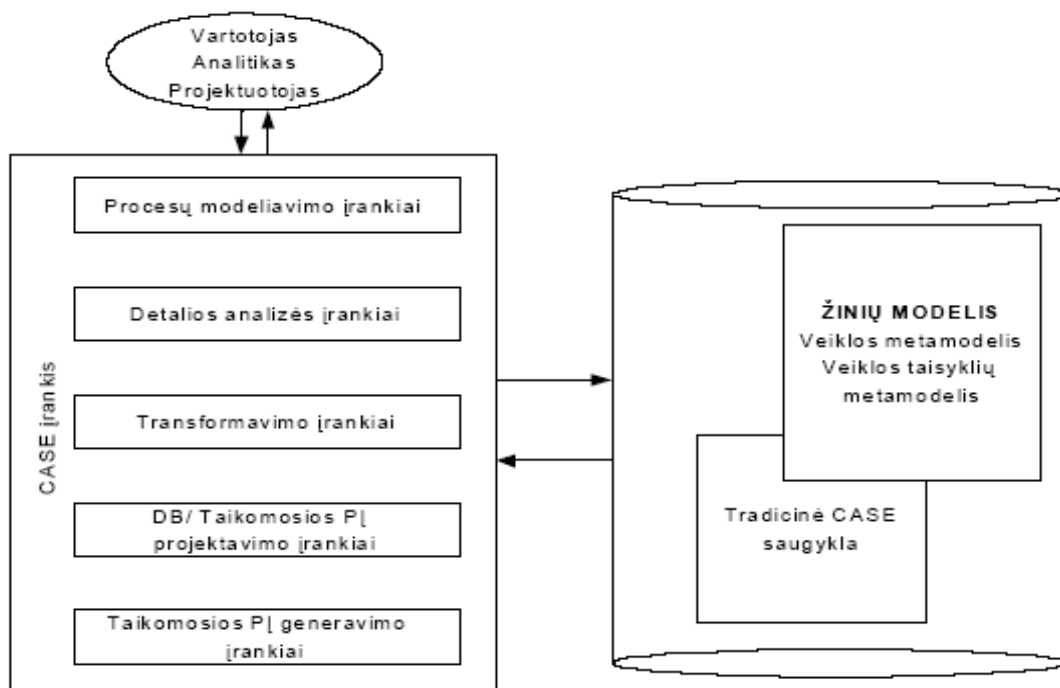 Vartotojas
Analitikas
Projektuotojas
CASE įrankis
Procesų modeliavimo įrankiai
Detalios analizės įrankiai
Transformavimo įrankiai
DB/ Taikomosios PĮ
projektavimo įrankiai
Taikomosios PĮ generavimo
įrankiai
ŽINIŲ MODELIS
Veiklos metamodelis
Veiklos taisyklių
metamodelis
Tradicinė CASE
saugykla